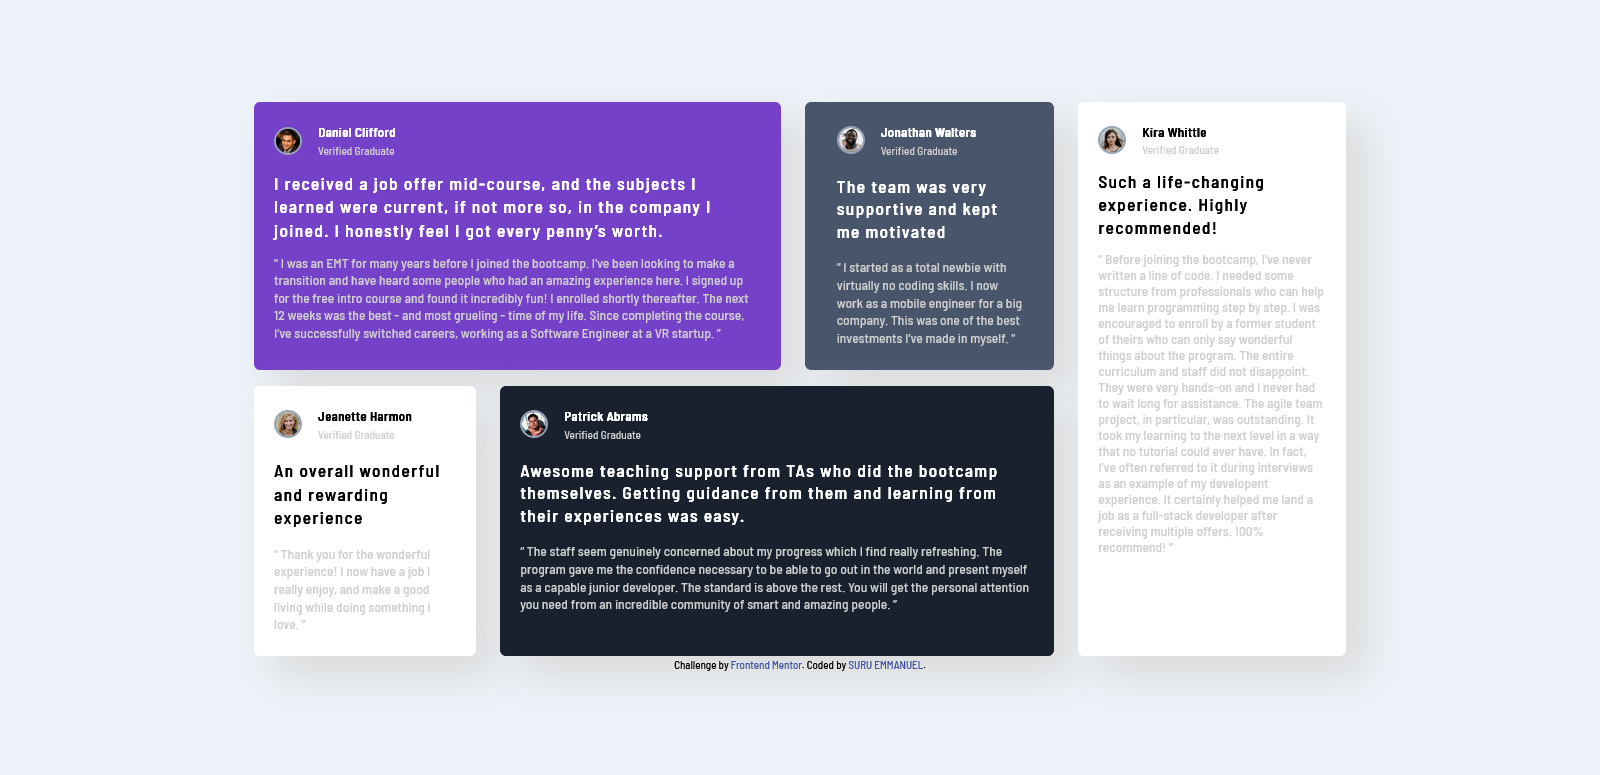 Daniel Clifford
Verified Graduate
I received a job offer mid-course, and the subjects I
learned were current, if not more so, in the company I
joined. I honestly feel I got every penny’s worth.
“ I was an EMT for many years before I joined the bootcamp. I’ve been looking to make a
transition and have heard some people who had an amazing experience here. I signed up
for the free intro course and found it incredibly fun! I enrolled shortly thereafter. The next
12 weeks was the best - and most grueling - time of my life. Since completing the course,
I’ve successfully switched careers, working as a Software Engineer at a VR startup. ”
Jonathan Walters
Verified Graduate
The team was very
supportive and kept
me motivated
“ I started as a total newbie with
virtually no coding skills. I now
work as a mobile engineer for a big
company. This was one of the best
investments I’ve made in myself. ”
Kira Whittle
Verified Graduate
Such a life-changing
experience. Highly
recommended!
“ Before joining the bootcamp, I’ve never
written a line of code. I needed some
structure from professionals who can help
me learn programming step by step. I was
encouraged to enroll by a former student
of theirs who can only say wonderful
things about the program. The entire
curriculum and staff did not disappoint.
They were very hands-on and I never had
to wait long for assistance. The agile team
project, in particular, was outstanding. It
took my learning to the next level in a way
that no tutorial could ever have. In fact,
I’ve often referred to it during interviews
as an example of my developent
experience. It certainly helped me land a
job as a full-stack developer after
receiving multiple offers. 100%
recommend! ”
Jeanette Harmon
Verified Graduate
An overall wonderful
and rewarding
experience
“ Thank you for the wonderful
experience! I now have a job I
really enjoy, and make a good
living while doing something I
love. ”
Patrick Abrams
Verified Graduate
Awesome teaching support from TAs who did the bootcamp
themselves. Getting guidance from them and learning from
their experiences was easy.
“ The staff seem genuinely concerned about my progress which I find really refreshing. The
program gave me the confidence necessary to be able to go out in the world and present myself
as a capable junior developer. The standard is above the rest. You will get the personal attention
you need from an incredible community of smart and amazing people. ”
Challenge by Frontend Mentor. Coded by SURU EMMANUEL.